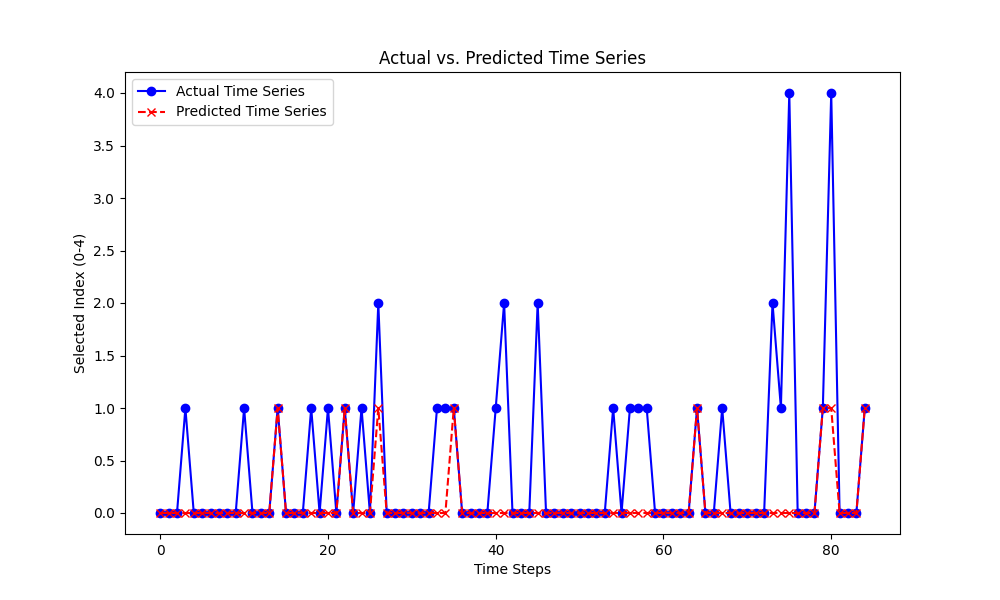 Actual vs. Predicted Time Series
Actual Time Series
Predicted Time Series
Selected Index (0-4)
4.0
3.5
3.0
2.5
2.0
1.5
1.0
0.5
0.0
0 20 40 60 80
Time Steps